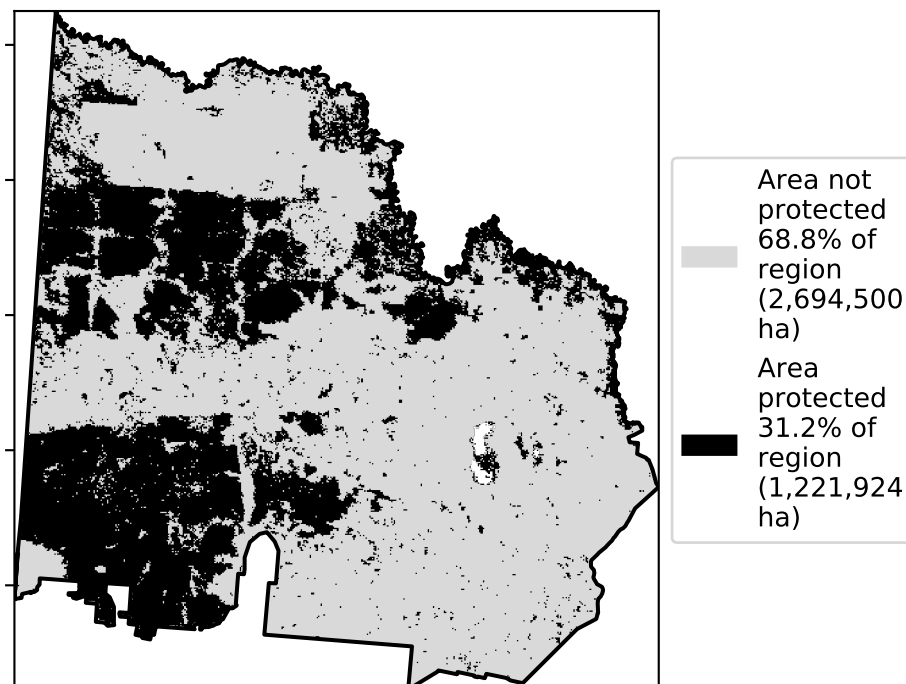 Area not
protected
68.8% of
region
(2,694,500
ha)
Area
protected
31.2% of
region
(1,221,924
ha)